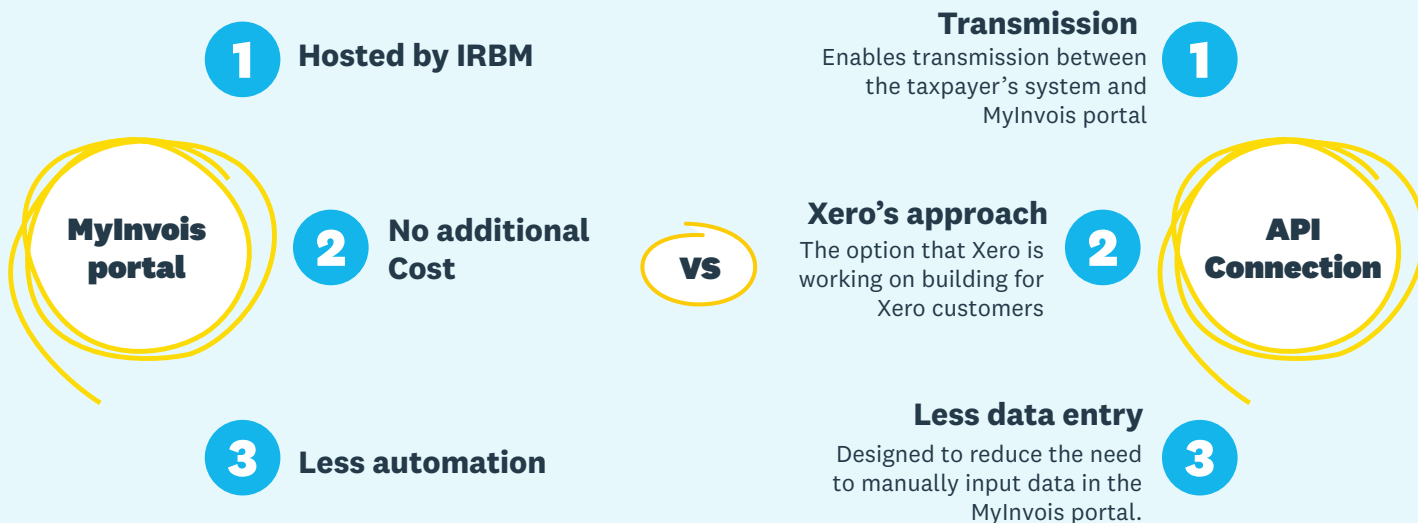 MyInvois
portal
1
Hosted by IRBM
2
No additional
Cost
3
Less automation
VS
Transmission
Enables transmission between
the taxpayer's system and
MyInvois portal
1
Xero's approach
The option that Xero is
working on building for
Xero customers
2
Less data entry
Designed to reduce the need
to manually input data in the
MyInvois portal.
3
API
Connection